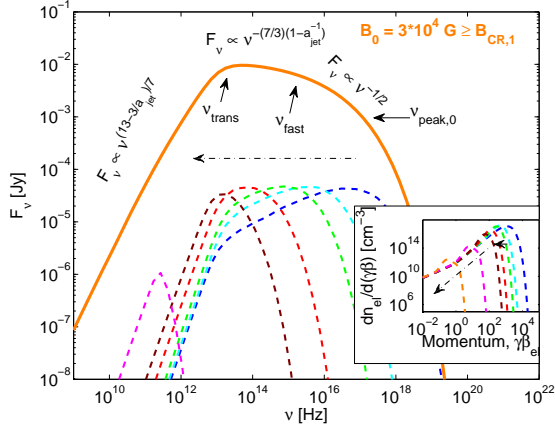 B₀ = 3*10⁴ G ≥ B_CR,1
F_ν ∝ ν^-(7/3)(1-a_jet^-1)
F_ν ∝ ν^-1/2
F_ν ∝ ν^(13-3/a_jet)/7
ν_trans
ν_fast
ν_peak,0
F_ν [Jy]
10⁻¹
10⁻²
10⁻³
10⁻⁴
10⁻⁵
10⁻⁶
10⁻⁷
10⁻⁸
10¹⁰ 10¹² 10¹⁴ 10¹⁶ 10¹⁸ 10²⁰ 10²²
ν [Hz]
dn_el/d(γβ) [cm⁻³]
10¹⁴
10¹⁰
10⁶
10⁻² 10⁰ 10² 10⁴
Momentum, γβ_el